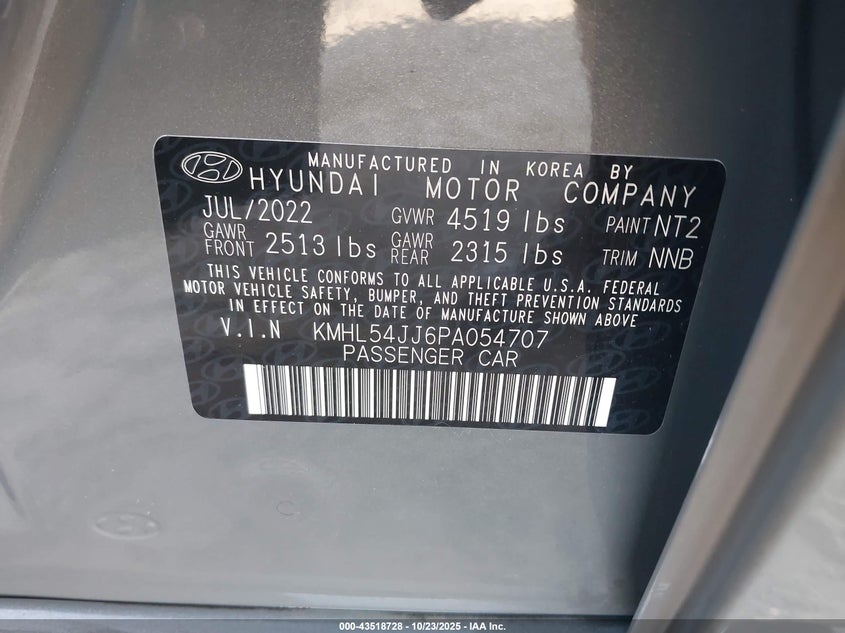 MANUFACTURED IN KOREA BY
HYUNDAI MOTOR COMPANY
JUL/2022 GVWR 4519 lbs PAINT NT2
GAWR FRONT 2513 lbs GAWR REAR 2315 lbs TRIM NNB
THIS VEHICLE CONFORMS TO ALL APPLICABLE U.S.A. FEDERAL
MOTOR VEHICLE SAFETY, BUMPER, AND THEFT PREVENTION STANDARDS
IN EFFECT ON THE DATE OF MANUFACTURE SHOWN ABOVE
V.I.N KMHL54JJ6PA054707
PASSENGER CAR
000-43518728 - 10/23/2025 - IAA Inc.